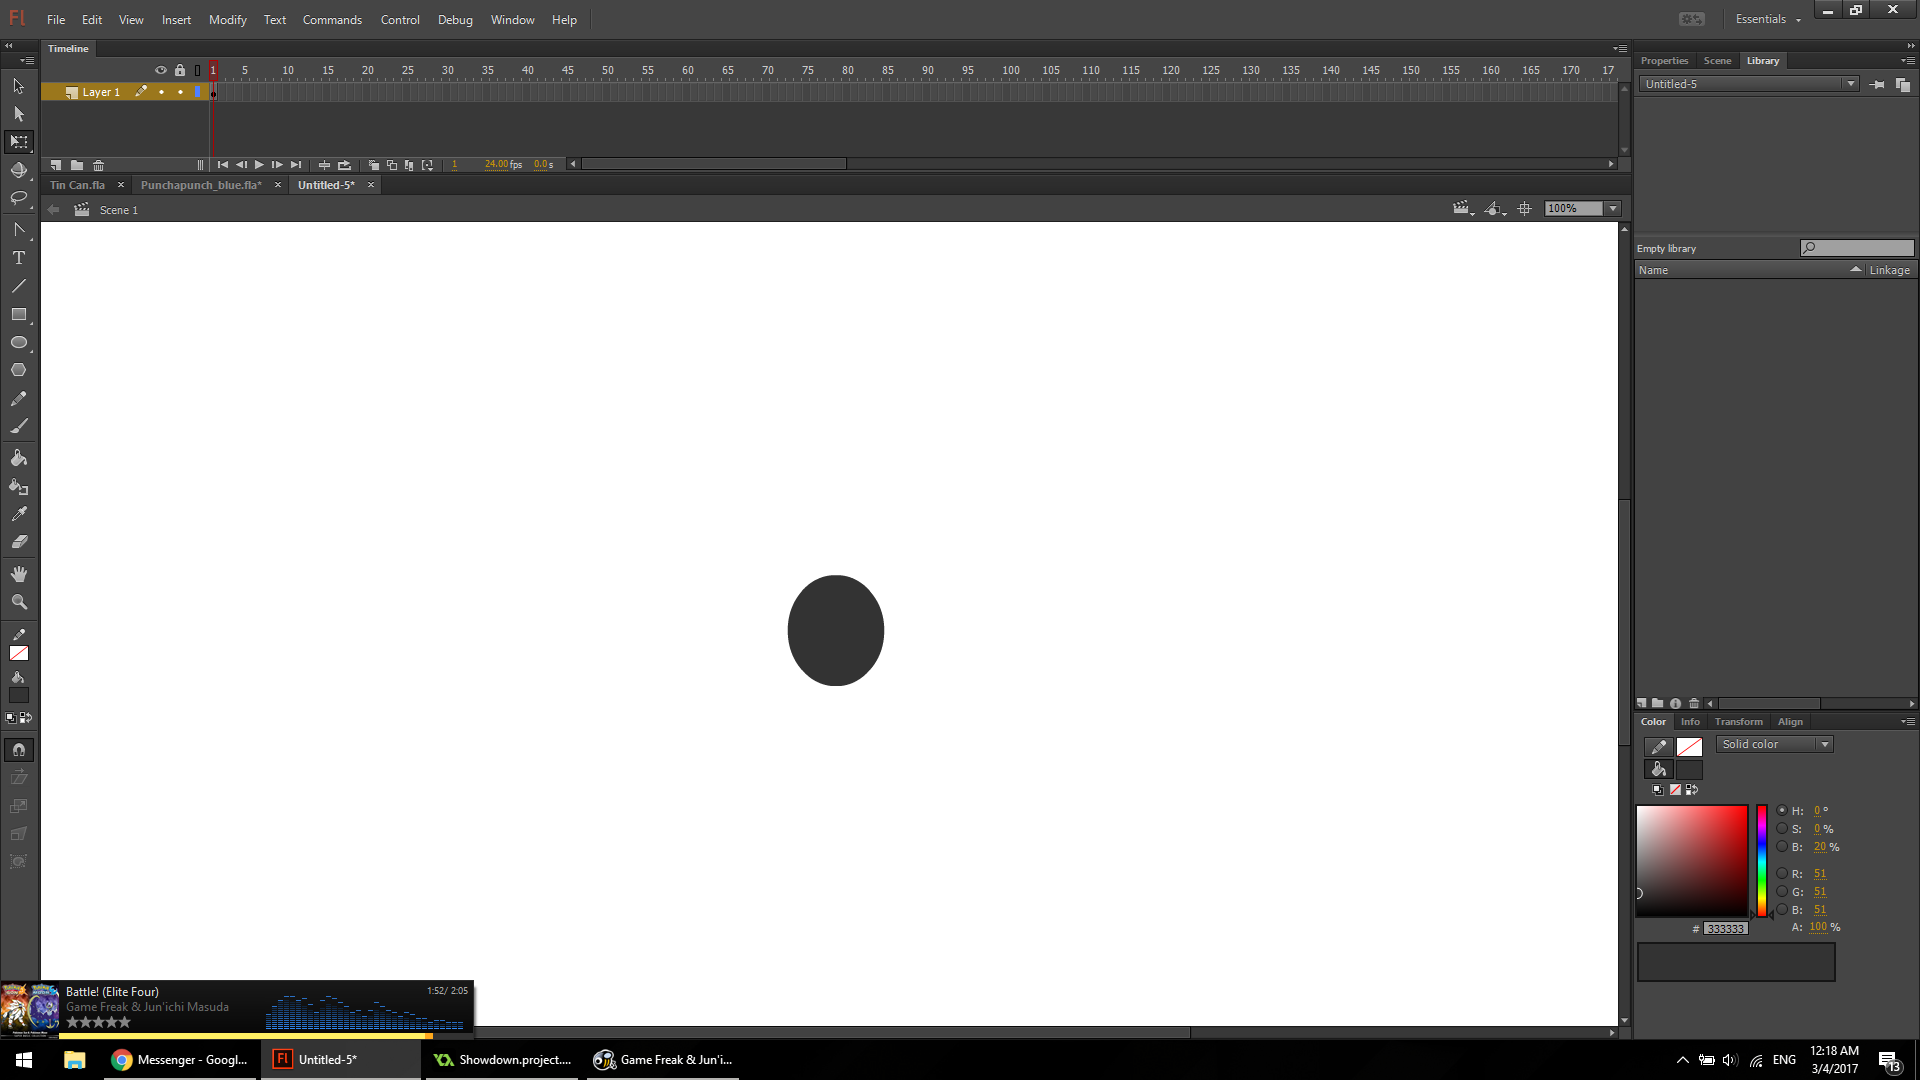 Fl File Edit View Insert Modify Text Commands Control Debug Window Help Essentials
Timeline
1 5 10 15 20 25 30 35 40 45 50 55 60 65 70 75 80 85 90 95 100 105 110 115 120 125 130 135 140 145 150 155 160 165 170 17
Layer 1
1 24.00 fps 0.0 s
Tin Can.fla Punchapunch_blue.fla* Untitled-5*
Scene 1 100%
Properties Scene Library
Untitled-5
Empty library
Name Linkage
Color Info Transform Align
Solid color
H: 0 °
S: 0 %
B: 20 %
R: 51
G: 51
B: 51
A: 100 %
# 333333
Battle! (Elite Four) 1:52/ 2:05
Game Freak & Jun'ichi Masuda
Messenger - Googl... Fl Untitled-5* Showdown.project.... Game Freak & Jun'i... ENG
12:18 AM
3/4/2017
13